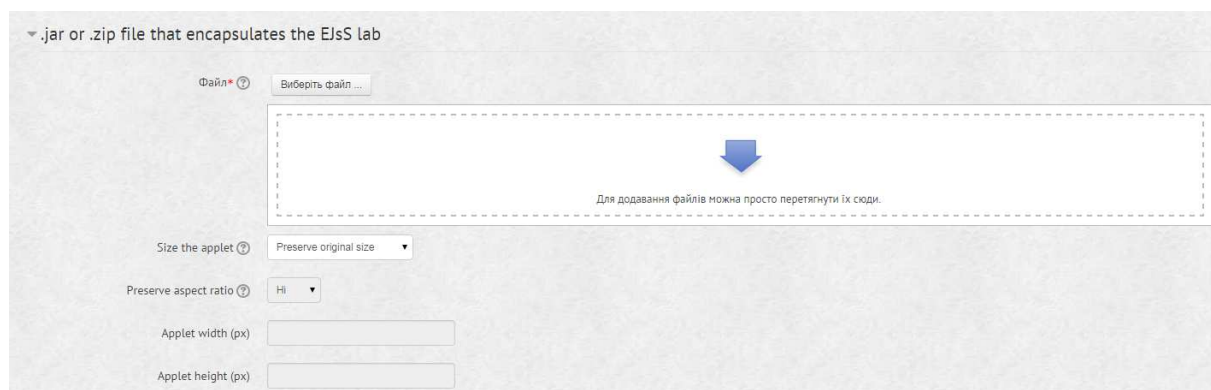 .jar or .zip file that encapsulates the EJsS lab
Файл* Виберіть файл ...
Для додавання файлів можна просто перетягнути їх сюди.
Size the applet Preserve original size
Preserve aspect ratio Ні
Applet width (px)
Applet height (px)